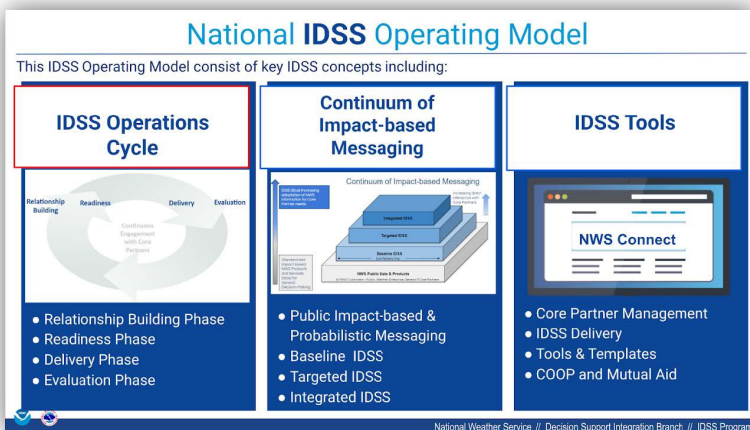 National IDSS Operating Model
This IDSS Operating Model consist of key IDSS concepts including:
IDSS Operations
Cycle
Relationship
Building
Readiness
Delivery
Evaluation
Continuous
Engagement
with Core
Partners
● Relationship Building Phase
● Readiness Phase
● Delivery Phase
● Evaluation Phase
Continuum of
Impact-based
Messaging
Continuum of Impact-based Messaging
Integrated IDSS
Targeted IDSS
Baseline IDSS
NWS Public Data & Products
● Public Impact-based &
Probabilistic Messaging
● Baseline IDSS
● Targeted IDSS
● Integrated IDSS
IDSS Tools
NWS Connect
● Core Partner Management
● IDSS Delivery
● Tools & Templates
● COOP and Mutual Aid
National Weather Service // Decision Support Integration Branch // IDSS Program